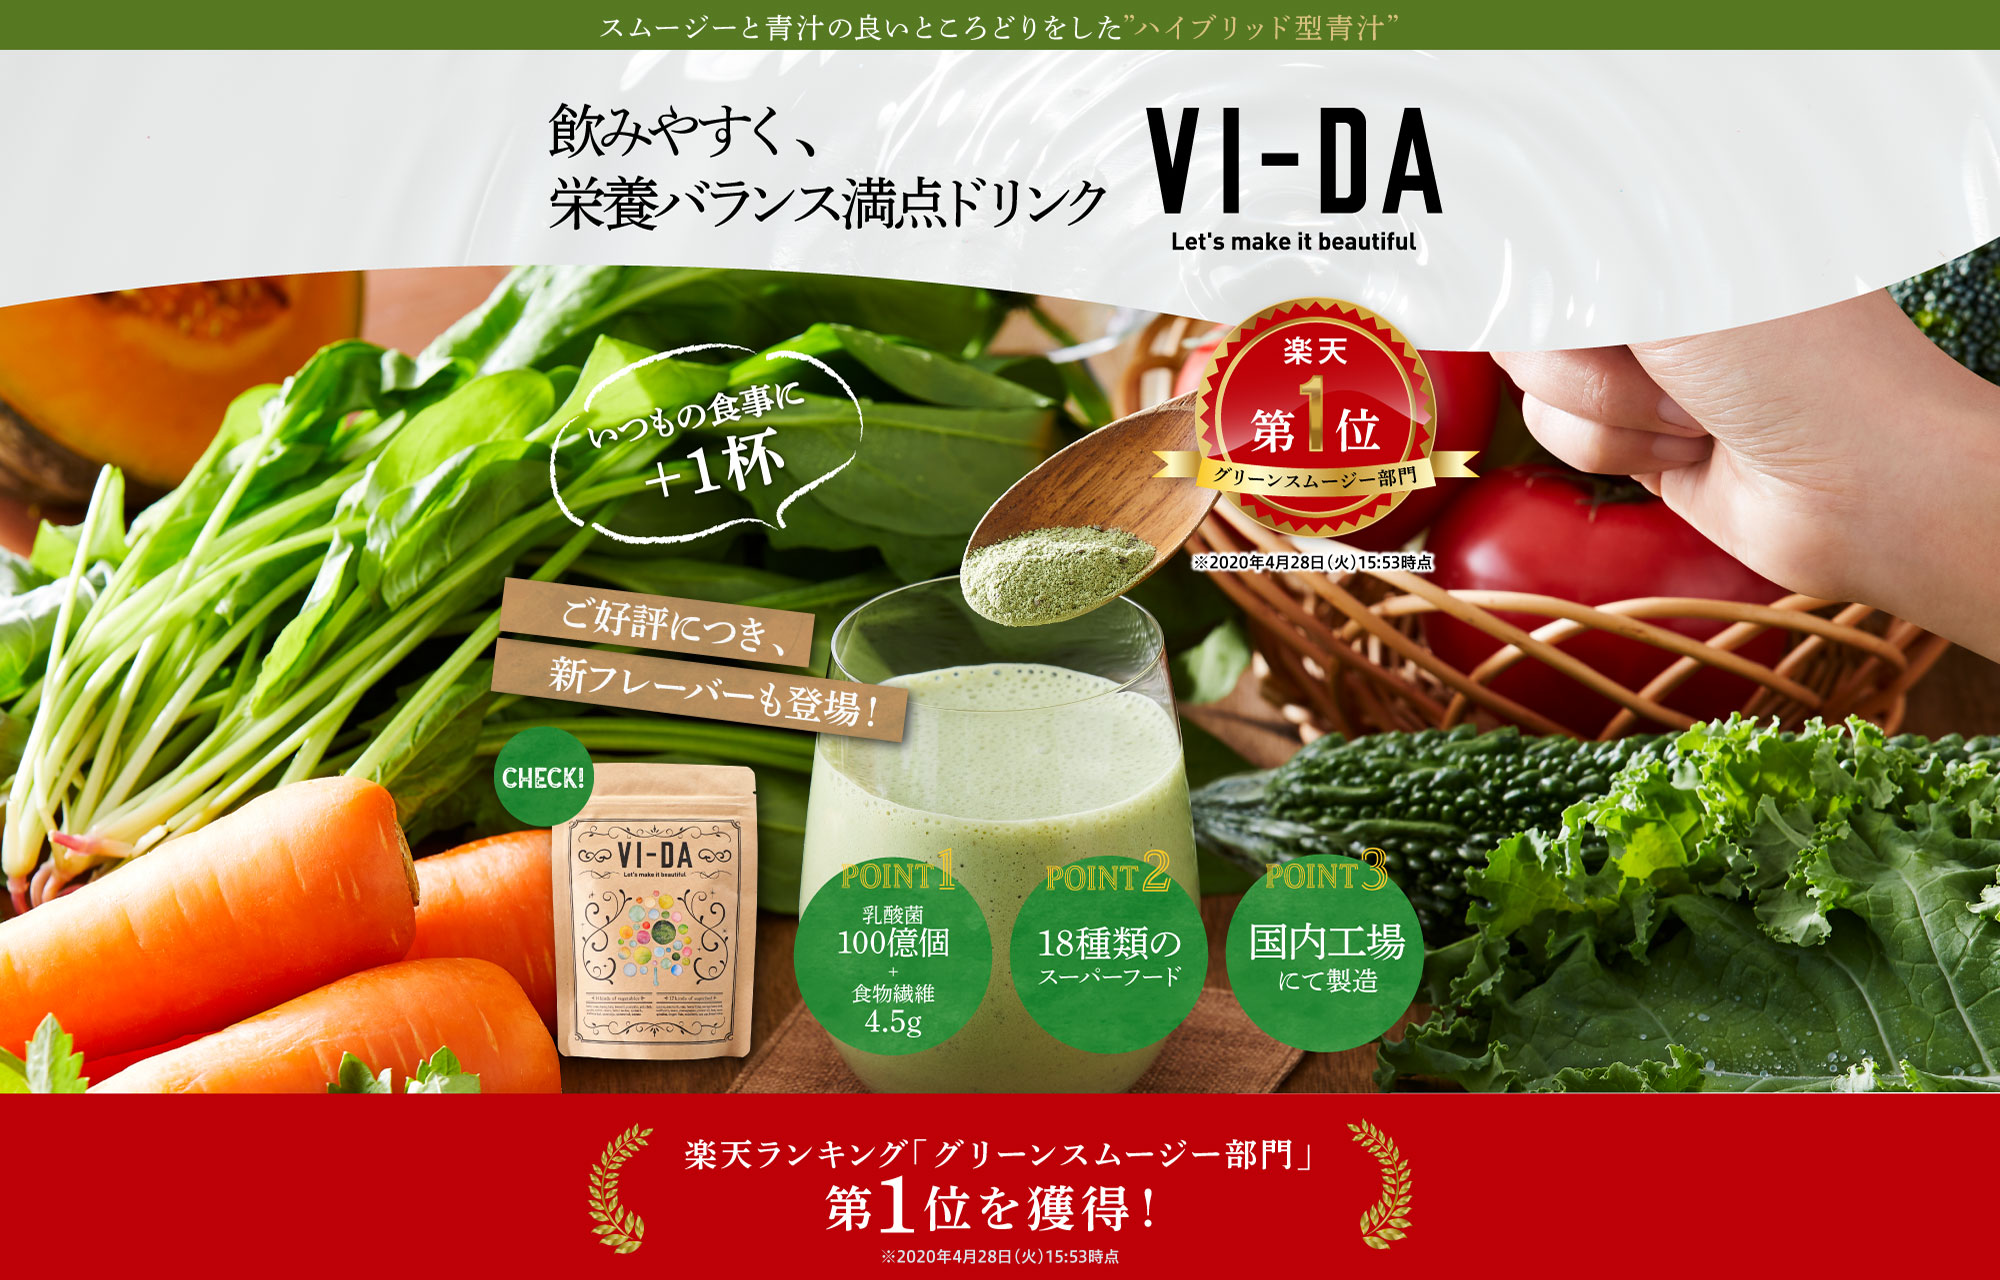 スムージーと青汁の良いところどりをした”ハイブリッド型青汁”
飲みやすく、
栄養バランス満点ドリンク
VI-DA
Let's make it beautiful
いつもの食事に
+1杯
楽天
第1位
グリーンスムージー部門
※2020年4月28日(火)15:53時点
ご好評につき、
新フレーバーも登場!
CHECK!
VI-DA
Let's make it beautiful
POINT1
乳酸菌
100億個
+
食物繊維
4.5g
POINT2
18種類の
スーパーフード
POINT3
国内工場
にて製造
楽天ランキング「グリーンスムージー部門」
第1位を獲得!
※2020年4月28日(火)15:53時点